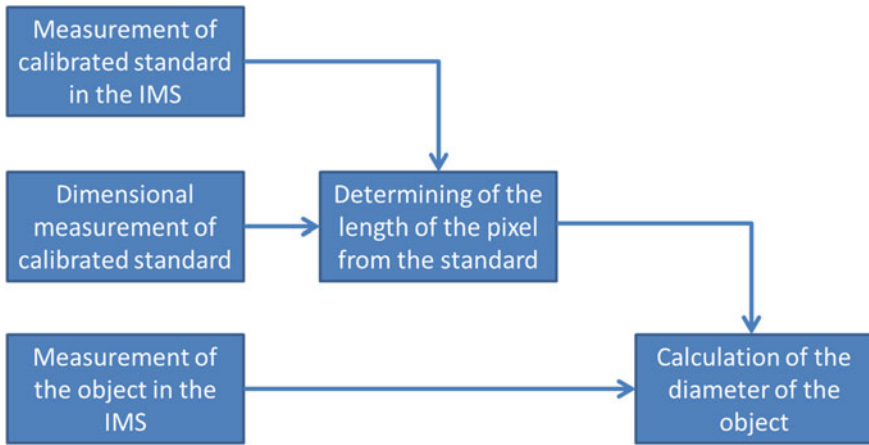 Measurement of
calibrated standard
in the IMS
Dimensional
measurement of
calibrated standard
Determining of the
length of the pixel
from the standard
Measurement of
the object in the
IMS
Calculation of the
diameter of the
object